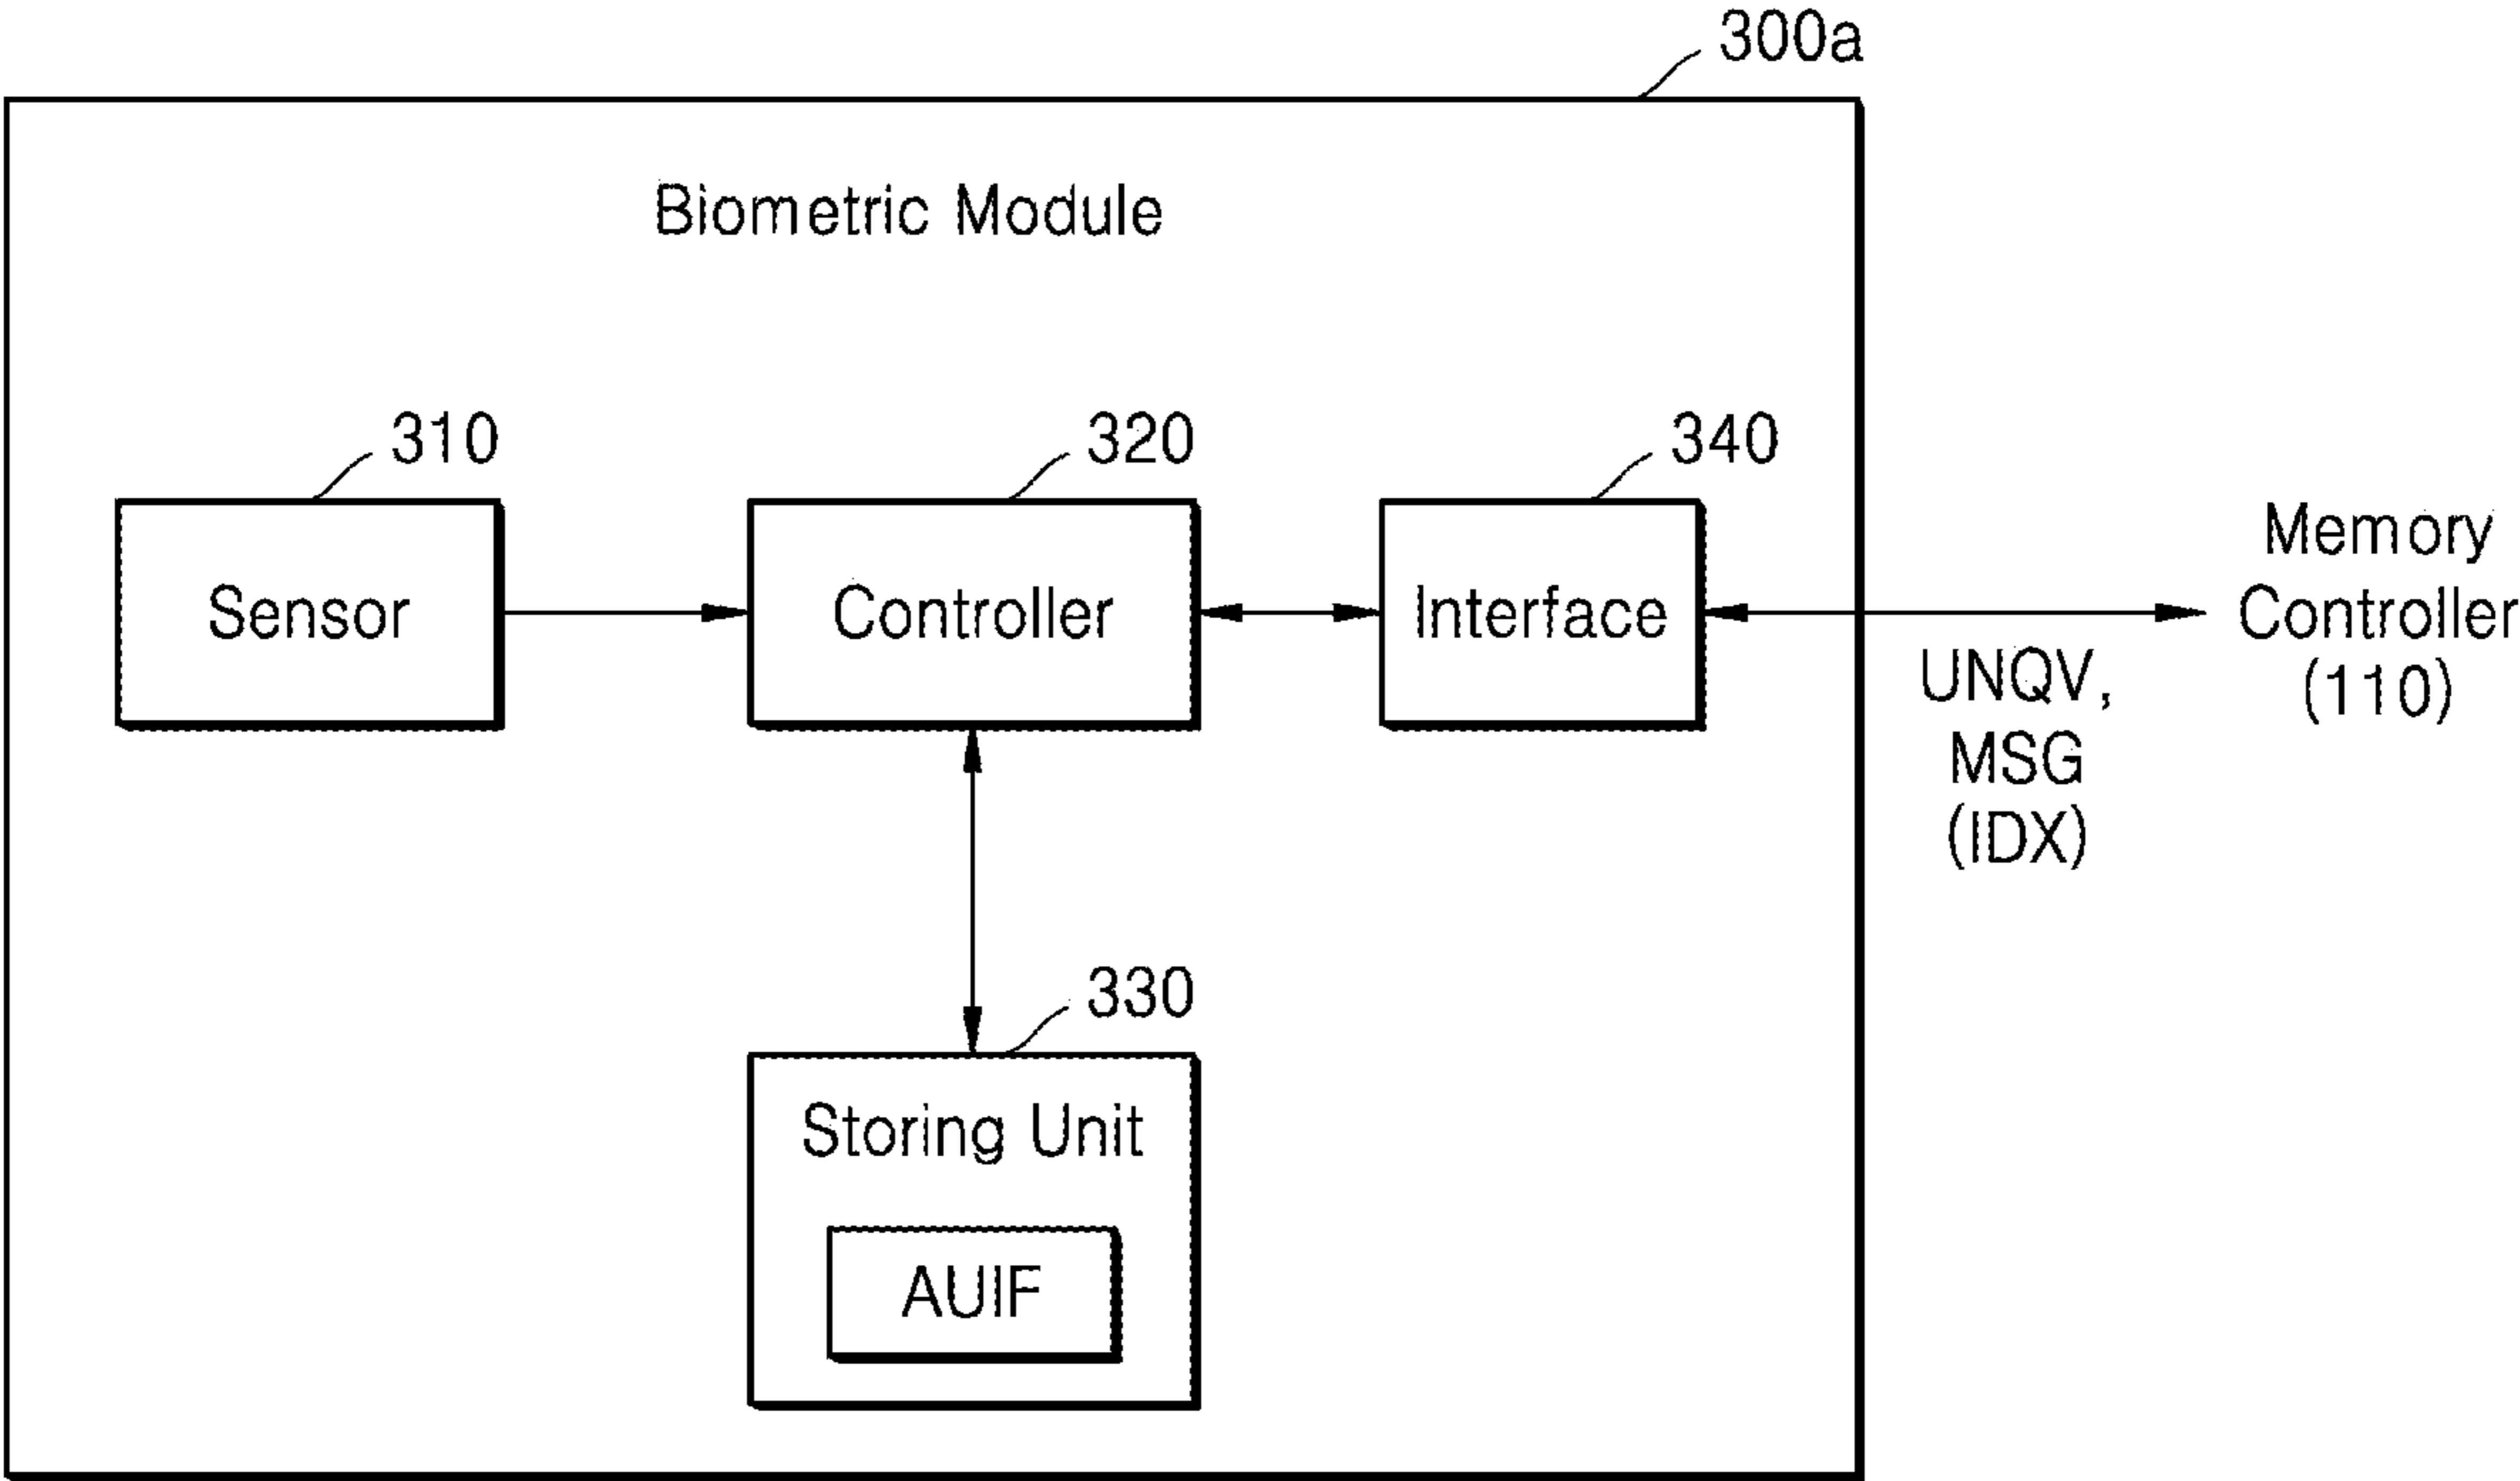 300a
Biometric Module
310
320
340
Sensor
Controller
Interface
Memory
Controller
(110)
UNQV,
MSG
(IDX)
330
Storing Unit
AUIF